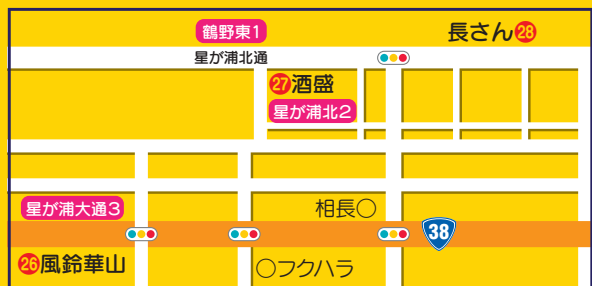 鶴野東1
長さん28
星が浦北通
27酒盛
星が浦北2
星が浦大通3
相長○
38
26風鈴華山
○フクハラ